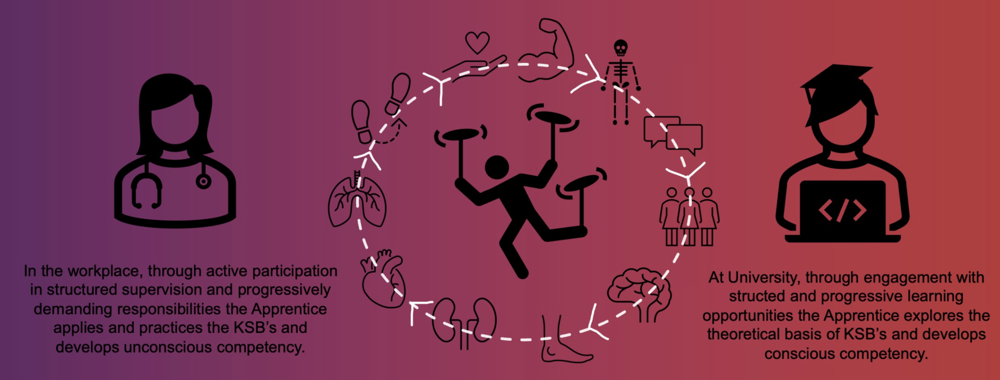 In the workplace, through active participation
in structured supervision and progressively
demanding responsibilities the Apprentice
applies and practices the KSB's and
develops unconscious competency.
</>
At University, through engagement with
structed and progressive learning
opportunities the Apprentice explores the
theoretical basis of KSB's and develops
conscious competency.